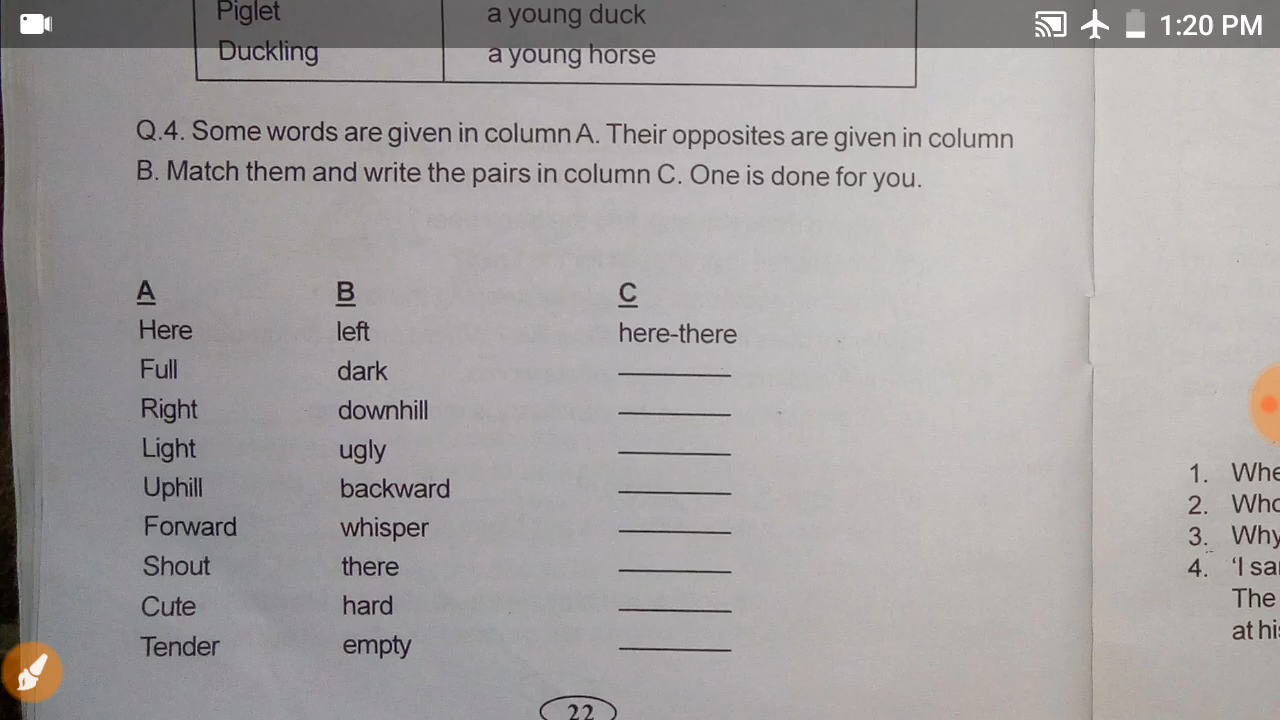 1:20 PM
Piglet a young duck
Duckling a young horse
Q.4. Some words are given in column A. Their opposites are given in column
B. Match them and write the pairs in column C. One is done for you.
A B C
Here left here-there
Full dark
Right downhill
Light ugly
Uphill backward
Forward whisper
Shout there
Cute hard
Tender empty
22
1. Whe
2. Who
3. Why
4. ‘I sa
The
at his